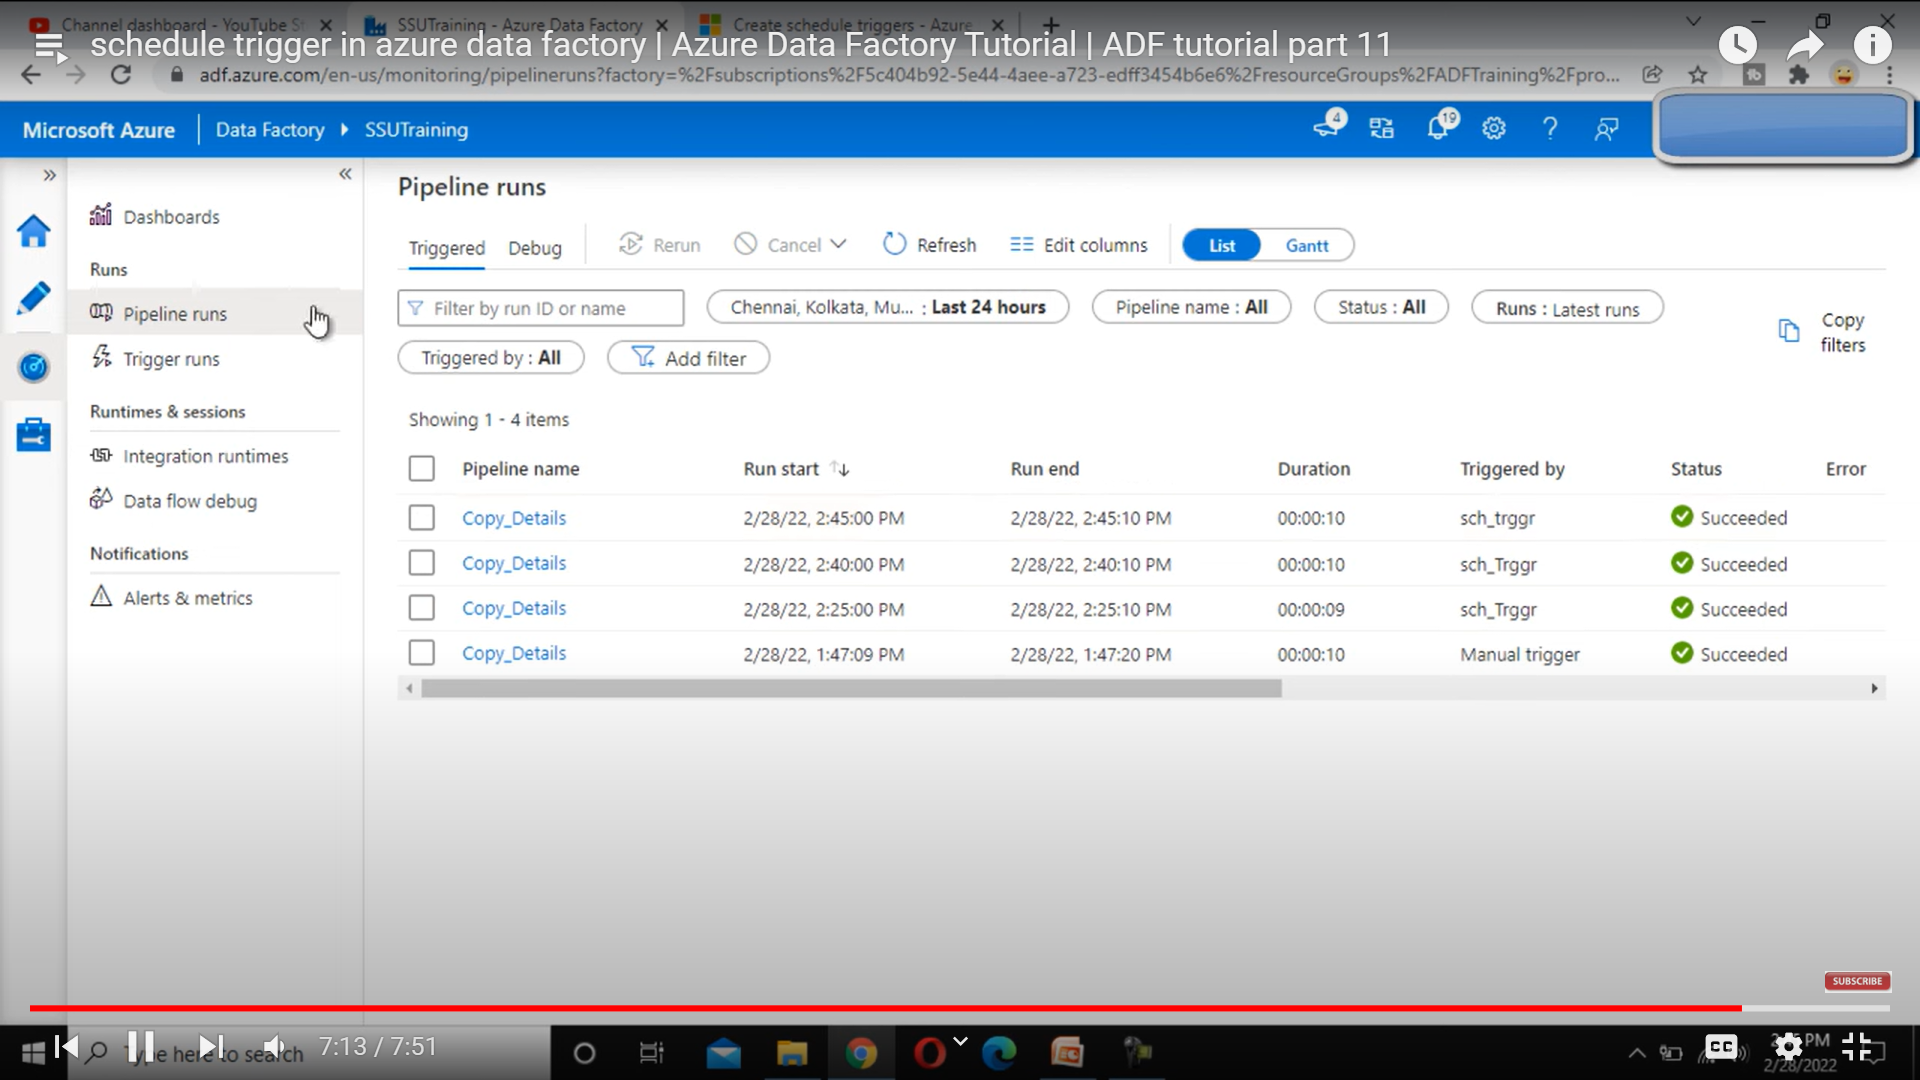 Channel dashboard - YouTube St
SSUTraining - Azure Data Factory
Create schedule triggers - Azure
schedule trigger in azure data factory | Azure Data Factory Tutorial | ADF tutorial part 11
adf.azure.com/en-us/monitoring/pipelineruns?factory=%2Fsubscriptions%2F5c404b92-5e44-4aee-a723-edff3454b6e6%2FresourceGroups%2FADFTraining%2Fpro...
Microsoft Azure
Data Factory
SSUTraining
4
19
Dashboards
Runs
Pipeline runs
Trigger runs
Runtimes & sessions
Integration runtimes
Data flow debug
Notifications
Alerts & metrics
Pipeline runs
Triggered Debug Rerun Cancel Refresh Edit columns List Gantt
Filter by run ID or name
Chennai, Kolkata, Mu... : Last 24 hours
Pipeline name : All
Status : All
Runs : Latest runs
Copy
filters
Triggered by : All
Add filter
Showing 1 - 4 items
Pipeline name Run start Run end Duration Triggered by Status Error
Copy_Details 2/28/22, 2:45:00 PM 2/28/22, 2:45:10 PM 00:00:10 sch_trggr Succeeded
Copy_Details 2/28/22, 2:40:00 PM 2/28/22, 2:40:10 PM 00:00:10 sch_Trggr Succeeded
Copy_Details 2/28/22, 2:25:00 PM 2/28/22, 2:25:10 PM 00:00:09 sch_Trggr Succeeded
Copy_Details 2/28/22, 1:47:09 PM 2/28/22, 1:47:20 PM 00:00:10 Manual trigger Succeeded
SUBSCRIBE
Type here to search
7:13 / 7:51
CC
PM
2/28/2022